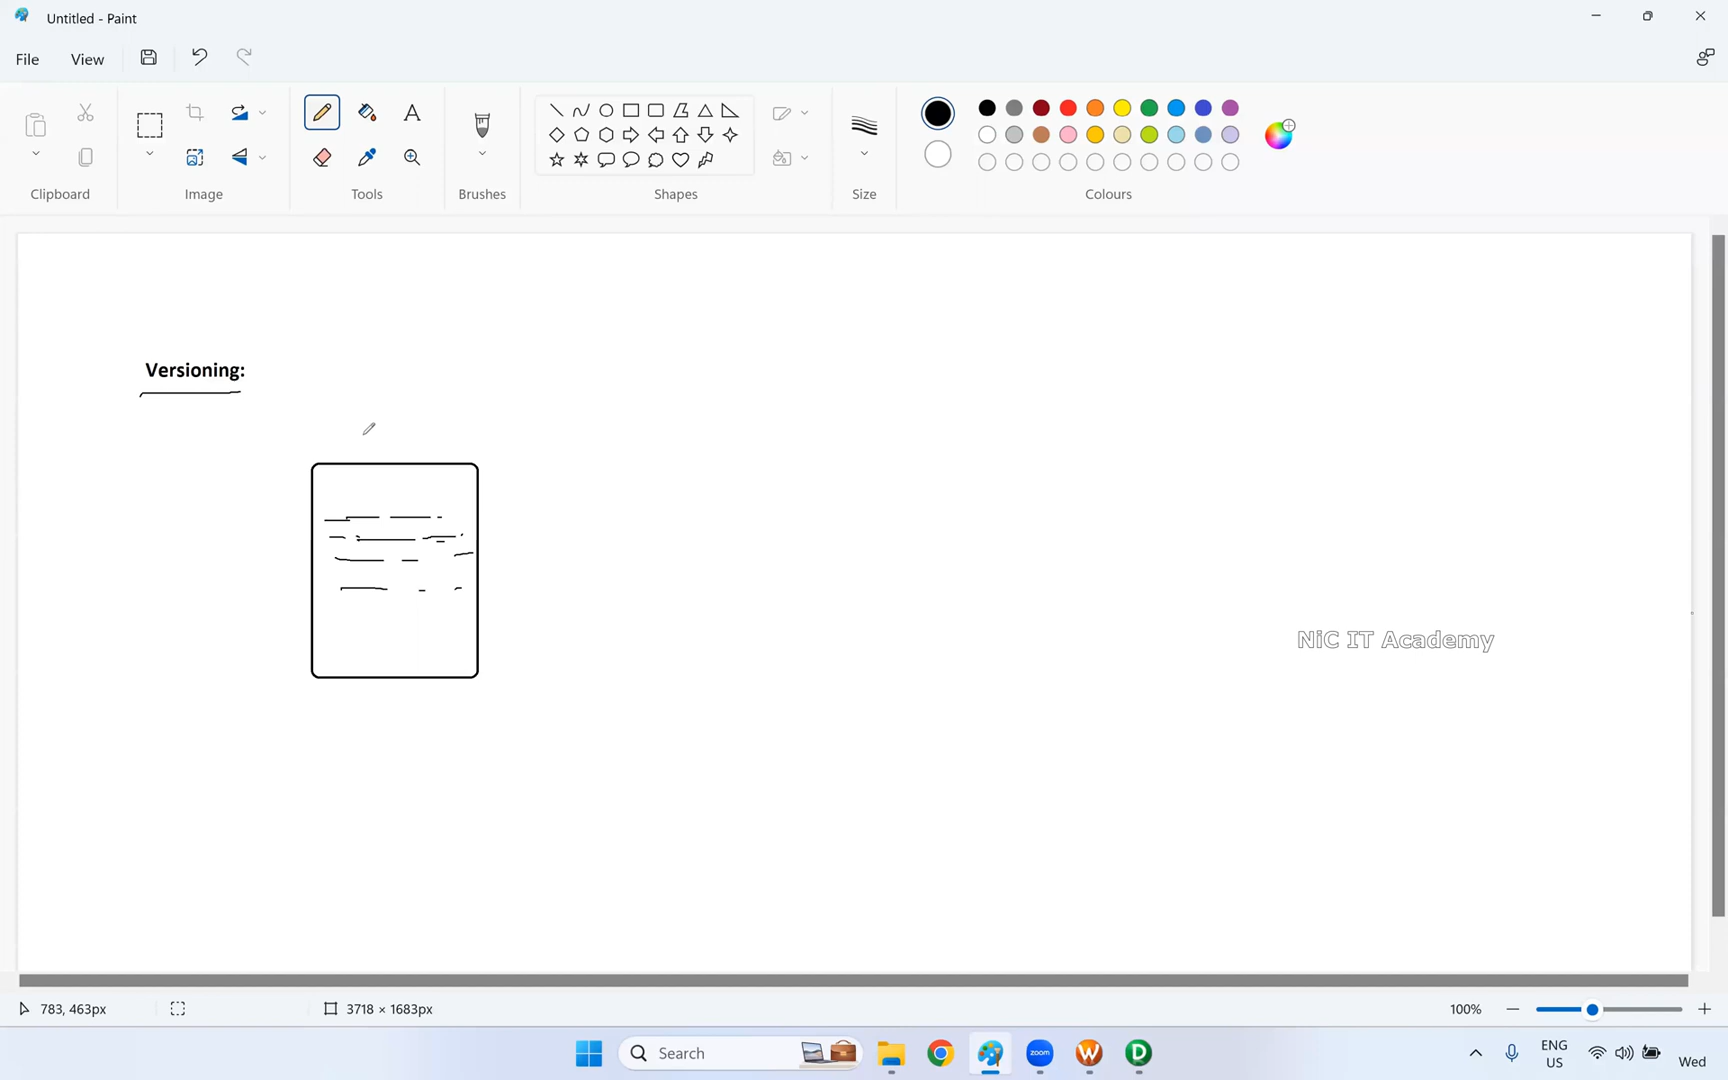 Untitled - Paint
File
View
Clipboard
Image
Tools
Brushes
Shapes
Size
Colours
Versioning:
NiC IT Academy
783, 463px
3718 × 1683px
100%
Search
zoom
W
D
ENG
US
Wed